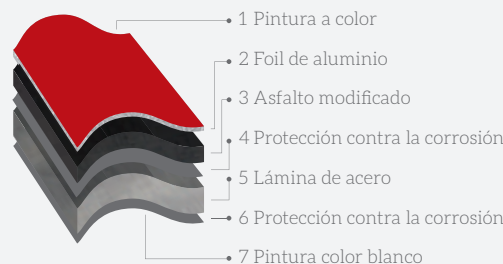 1 Pintura a color
2 Foil de aluminio
3 Asfalto modificado
4 Protección contra la corrosión
5 Lámina de acero
6 Protección contra la corrosión
7 Pintura color blanco